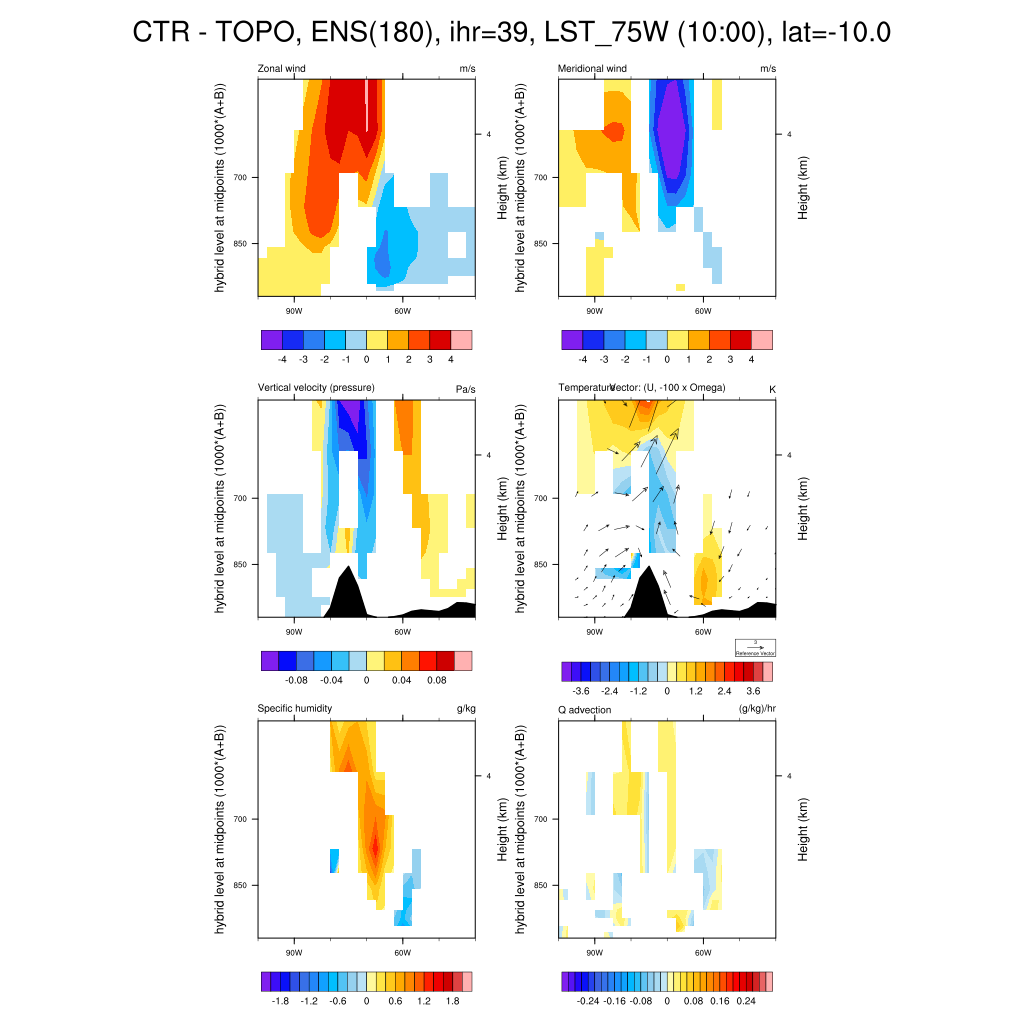 CTR - TOPO, ENS(180), ihr=39, LST_75W (10:00), lat=-10.0
Zonal wind m/s
hybrid level at midpoints (1000*(A+B))
700
850
4
Height (km)
90W 60W
-4 -3 -2 -1 0 1 2 3 4
Meridional wind m/s
hybrid level at midpoints (1000*(A+B))
700
850
4
Height (km)
90W 60W
-4 -3 -2 -1 0 1 2 3 4
Vertical velocity (pressure) Pa/s
hybrid level at midpoints (1000*(A+B))
700
850
4
Height (km)
90W 60W
-0.08 -0.04 0 0.04 0.08
Temperature Vector: (U, -100 x Omega) K
hybrid level at midpoints (1000*(A+B))
700
850
4
Height (km)
90W 60W
3
Reference Vector
-3.6 -2.4 -1.2 0 1.2 2.4 3.6
Specific humidity g/kg
hybrid level at midpoints (1000*(A+B))
700
850
4
Height (km)
90W 60W
-1.8 -1.2 -0.6 0 0.6 1.2 1.8
Q advection (g/kg)/hr
hybrid level at midpoints (1000*(A+B))
700
850
4
Height (km)
90W 60W
-0.24 -0.16 -0.08 0 0.08 0.16 0.24